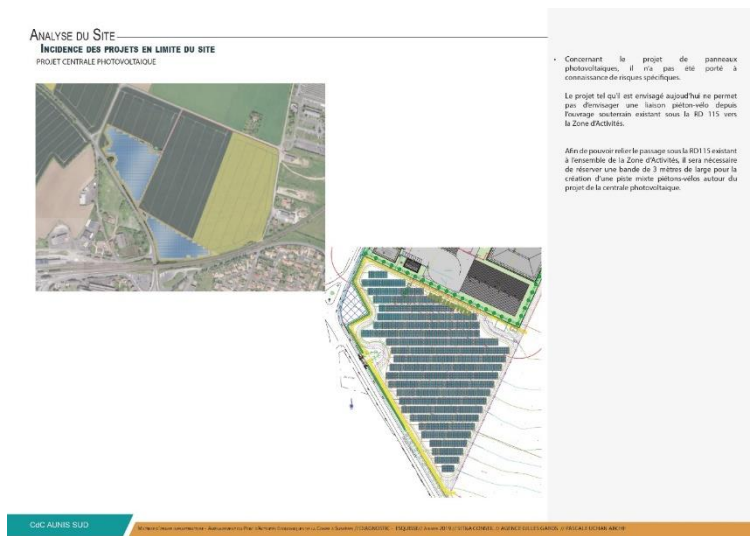 ANALYSE DU SITE
INCIDENCE DES PROJETS EN LIMITE DU SITE
PROJET CENTRALE PHOTOVOLTAIQUE
• Concernant le projet de panneaux
photovoltaïques, il n'a pas été porté à
connaissance de risques spécifiques.
Le projet tel qu'il est envisagé aujourd'hui ne permet
pas d'envisager une liaison piéton-vélo depuis
l'ouvrage souterrain existant sous la RD 115 vers
la Zone d'Activités.
Afin de pouvoir relier le passage sous la RD115 existant
à l'ensemble de la Zone d'Activités, il sera nécessaire
de réserver une bande de 3 mètres de large pour la
création d'une piste mixte piétons-vélos autour du
projet de la centrale photovoltaïque.
CdC AUNIS SUD